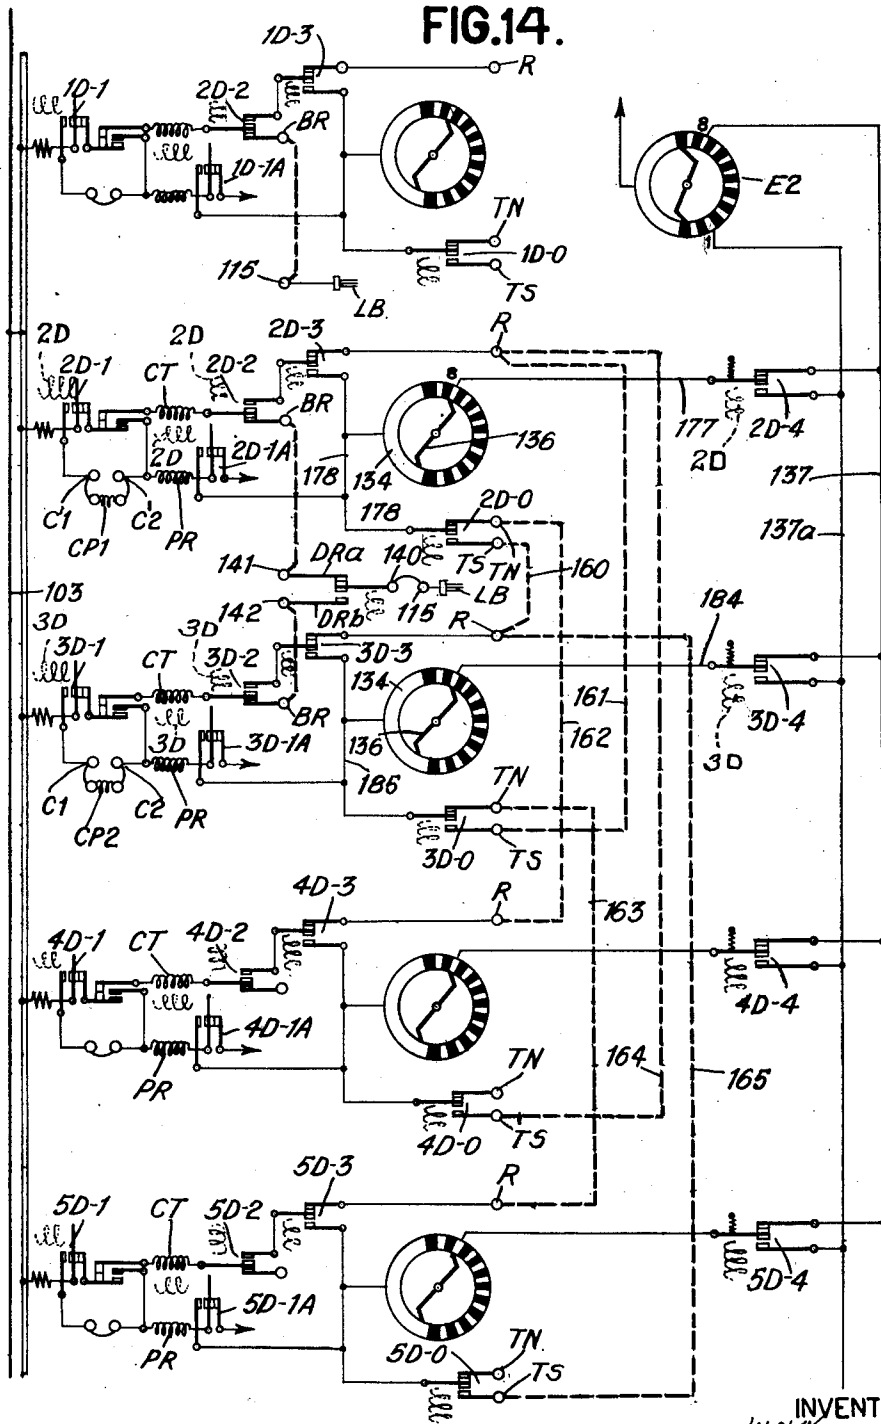 FIG.14.
1D-3
R
1D-1
2D-2
BR
8
1D-1A
E2
TN
1D-0
115
LB
TS
2D
2D
2D-3
R
2D-1
CT
2D-2
8
BR
2D-4
136
177
2D
2D-1A
178
134
2D
137
C1
C2
CP1
PR
178
2D-0
137a
141
DRa
140
TS
TN
160
103
142
DRb
115
LB
184
3D
3D-1
CT
3D
3D-2
3D-3
R
134
161
162
3D-4
BR
136
3D
3D-1A
186
3D
C1
C2
CP2
PR
TN
3D-0
TS
4D-3
R
163
4D-1
CT
4D-2
4D-4
4D-1A
164
165
PR
TN
4D-0
TS
5D-3
R
5D-1
CT
5D-2
5D-4
5D-1A
PR
5D-0
TN
TS
INVENT